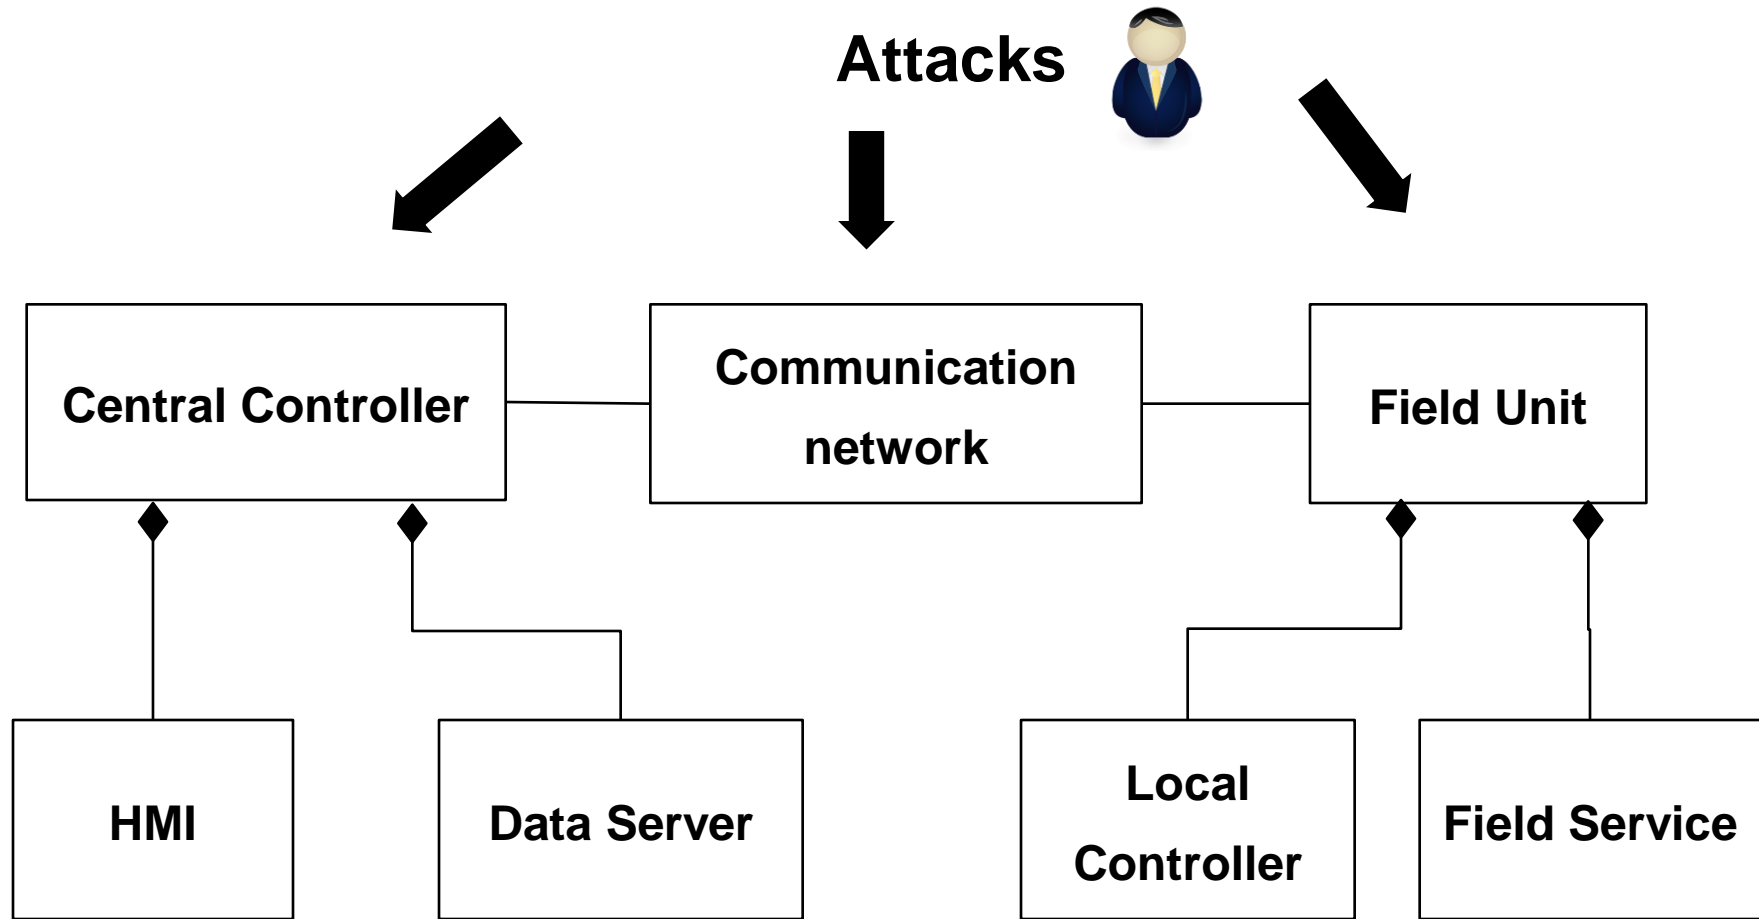 Attacks
Central Controller
Communication
network
Field Unit
HMI
Data Server
Local
Controller
Field Service